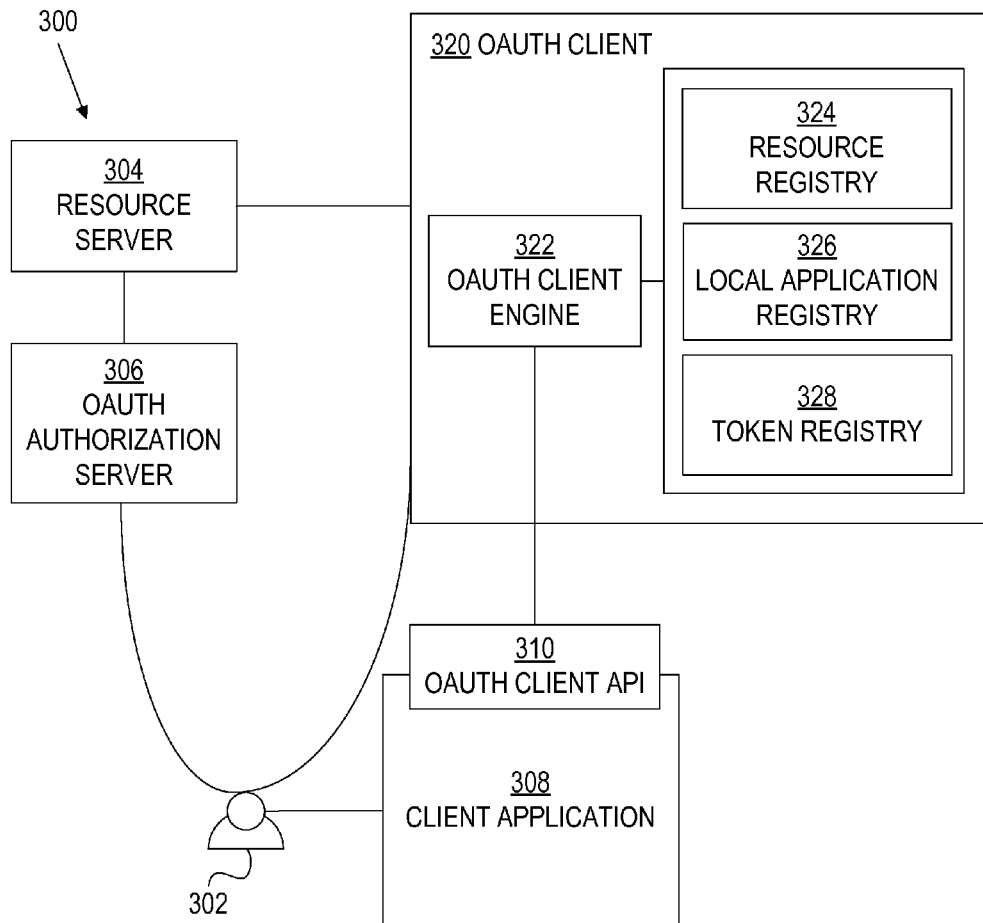 300
320 OAUTH CLIENT
304
RESOURCE
SERVER
306
OAUTH
AUTHORIZATION
SERVER
322
OAUTH CLIENT
ENGINE
324
RESOURCE
REGISTRY
326
LOCAL APPLICATION
REGISTRY
328
TOKEN REGISTRY
310
OAUTH CLIENT API
308
CLIENT APPLICATION
302